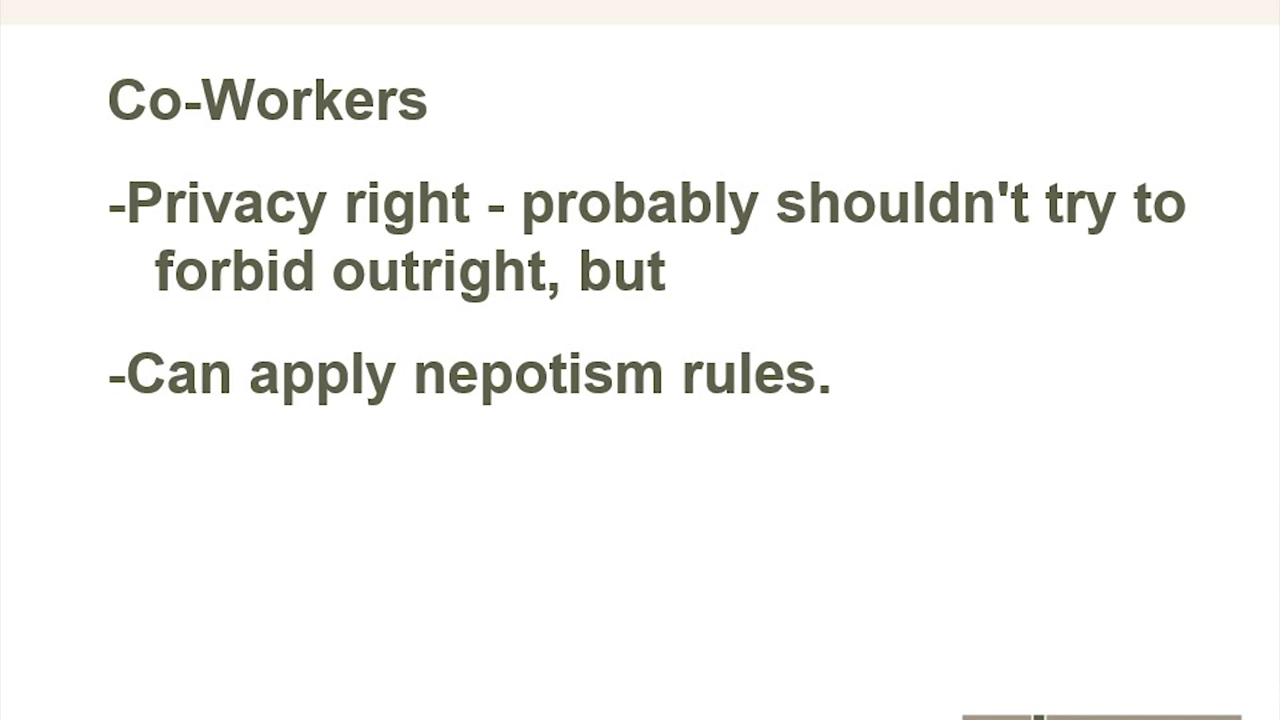 Co-Workers
-Privacy right - probably shouldn't try to
forbid outright, but
-Can apply nepotism rules.